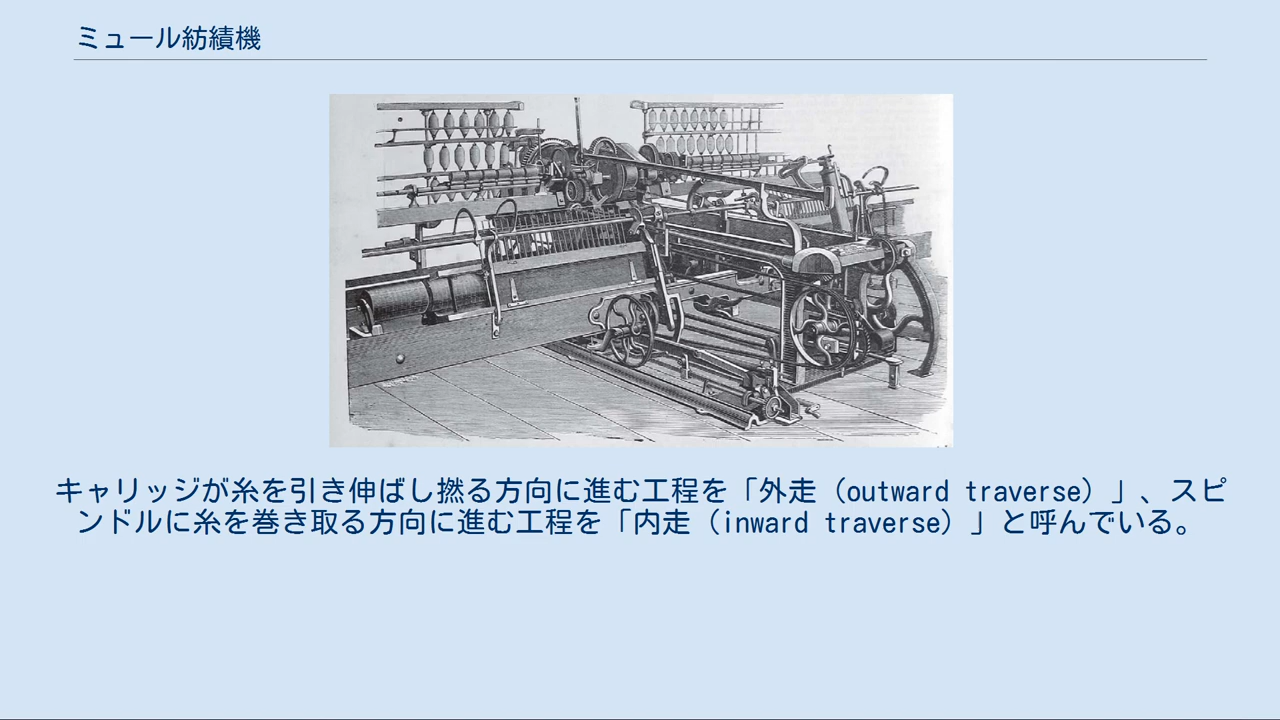 ミュール紡績機
キャリッジが糸を引き伸ばし撚る方向に進む工程を「外走（outward traverse）」、スピ
ンドルに糸を巻き取る方向に進む工程を「内走（inward traverse）」と呼んでいる。